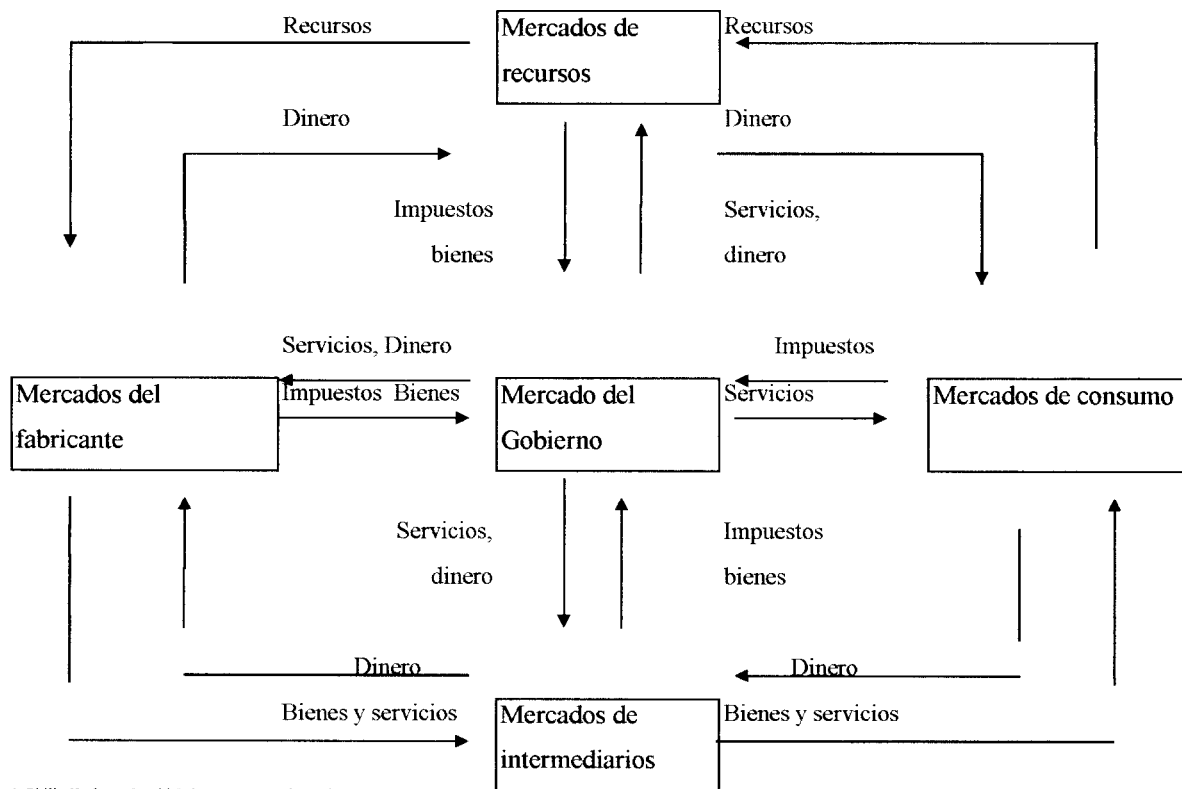 Recursos
Mercados de
recursos
Recursos
Dinero
Dinero
Impuestos
bienes
Servicios,
dinero
Servicios, Dinero
Impuestos
Mercados del
fabricante
Impuestos Bienes
Mercado del
Gobierno
Servicios
Mercados de consumo
Servicios,
dinero
Impuestos
bienes
Dinero
Dinero
Bienes y servicios
Mercados de
intermediarios
Bienes y servicios